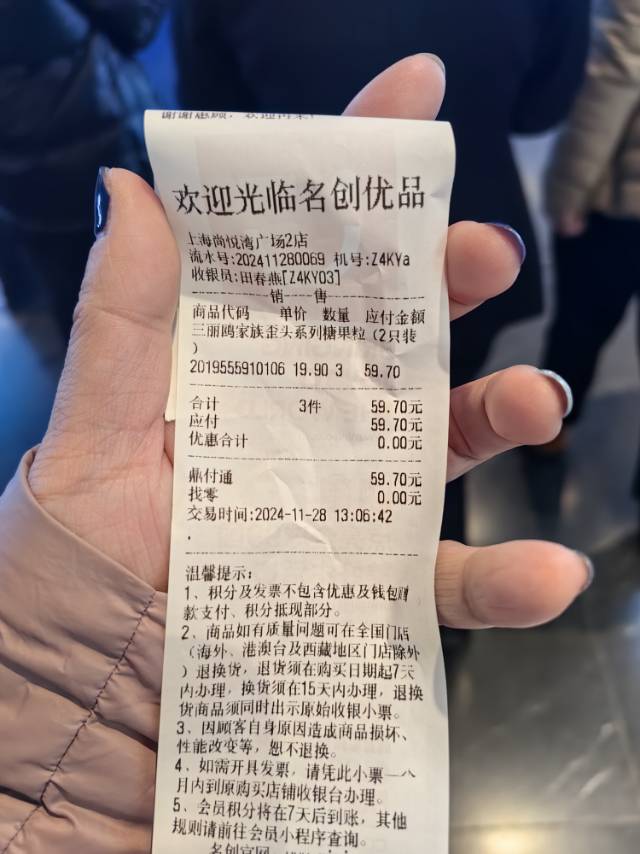 谢谢惠顾，欢迎再来！
欢迎光临名创优品
上海尚悦湾广场2店
流水号:202411280069 机号:Z4KYa
收银员:田春燕[Z4KY03]
销 售
商品代码 单价 数量 应付金额
三丽鸥家族歪头系列糖果粒（2只装
）
2019555910106 19.90 3 59.70
合计 3件 59.70元
应付 59.70元
优惠合计 0.00元
鼎付通 59.70元
找零 0.00元
交易时间:2024-11-28 13:06:42
温馨提示:
1、积分及发票不包含优惠及钱包赠
款支付、积分抵现部分。
2、商品如有质量问题可在全国门店
（海外、港澳台及西藏地区门店除外
）退换货，退货须在购买日期起7天
内办理，换货须在15天内办理，退换
货商品须同时出示原始收银小票。
3、因顾客自身原因造成商品损坏、
性能改变等，恕不退换。
4、如需开具发票，请凭此小票一个
月内到原购买店铺收银台办理。
5、会员积分将在7天后到账，其他
规则请前往会员小程序查询。
名创官网